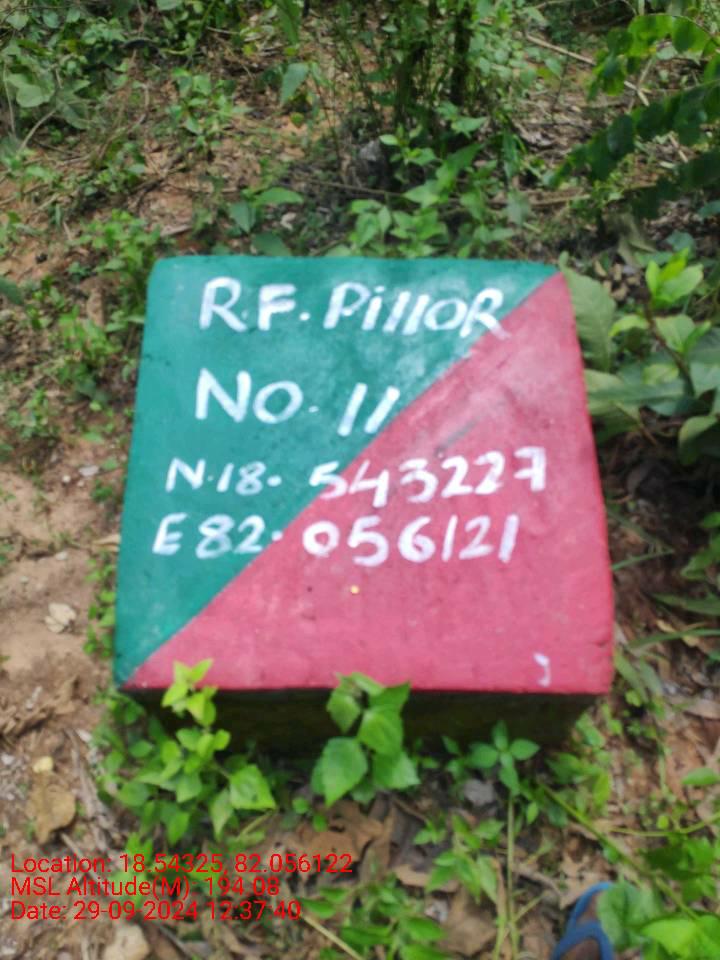 R.F. PillOR
NO. 11
N.18. 543227
E 82. 056121
Location: 18.54325, 82.056122
MSL Altitude(M): 194.08
Date: 29-09-2024 12:37:40